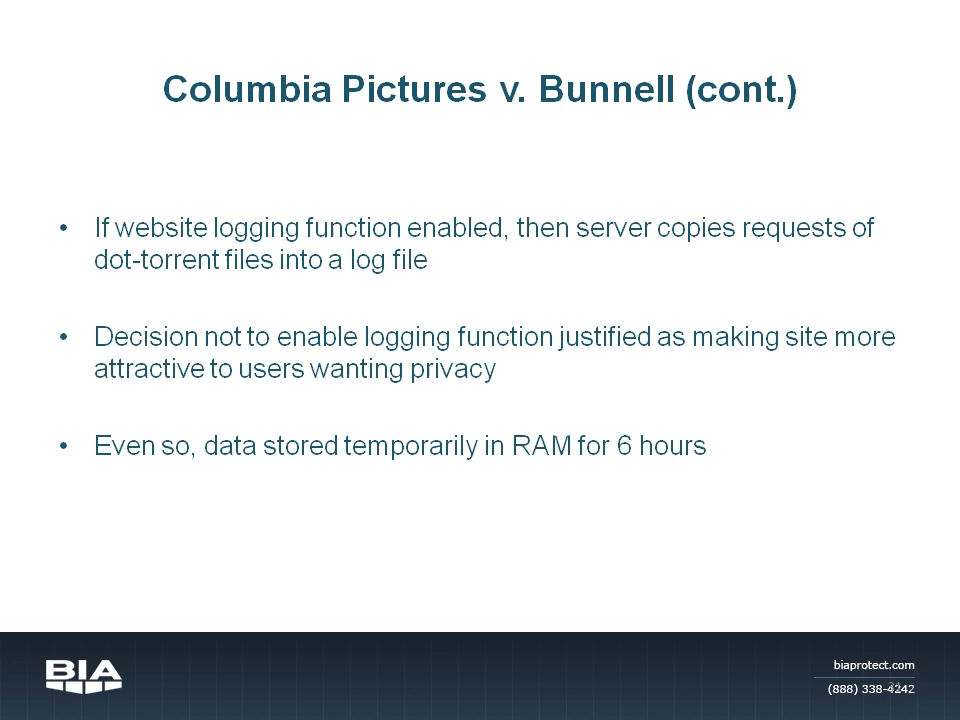 Columbia Pictures v. Bunnell (cont.)
• If website logging function enabled, then server copies requests of
dot-torrent files into a log file
• Decision not to enable logging function justified as making site more
attractive to users wanting privacy
• Even so, data stored temporarily in RAM for 6 hours
BIA
biaprotect.com
(888) 338-4242